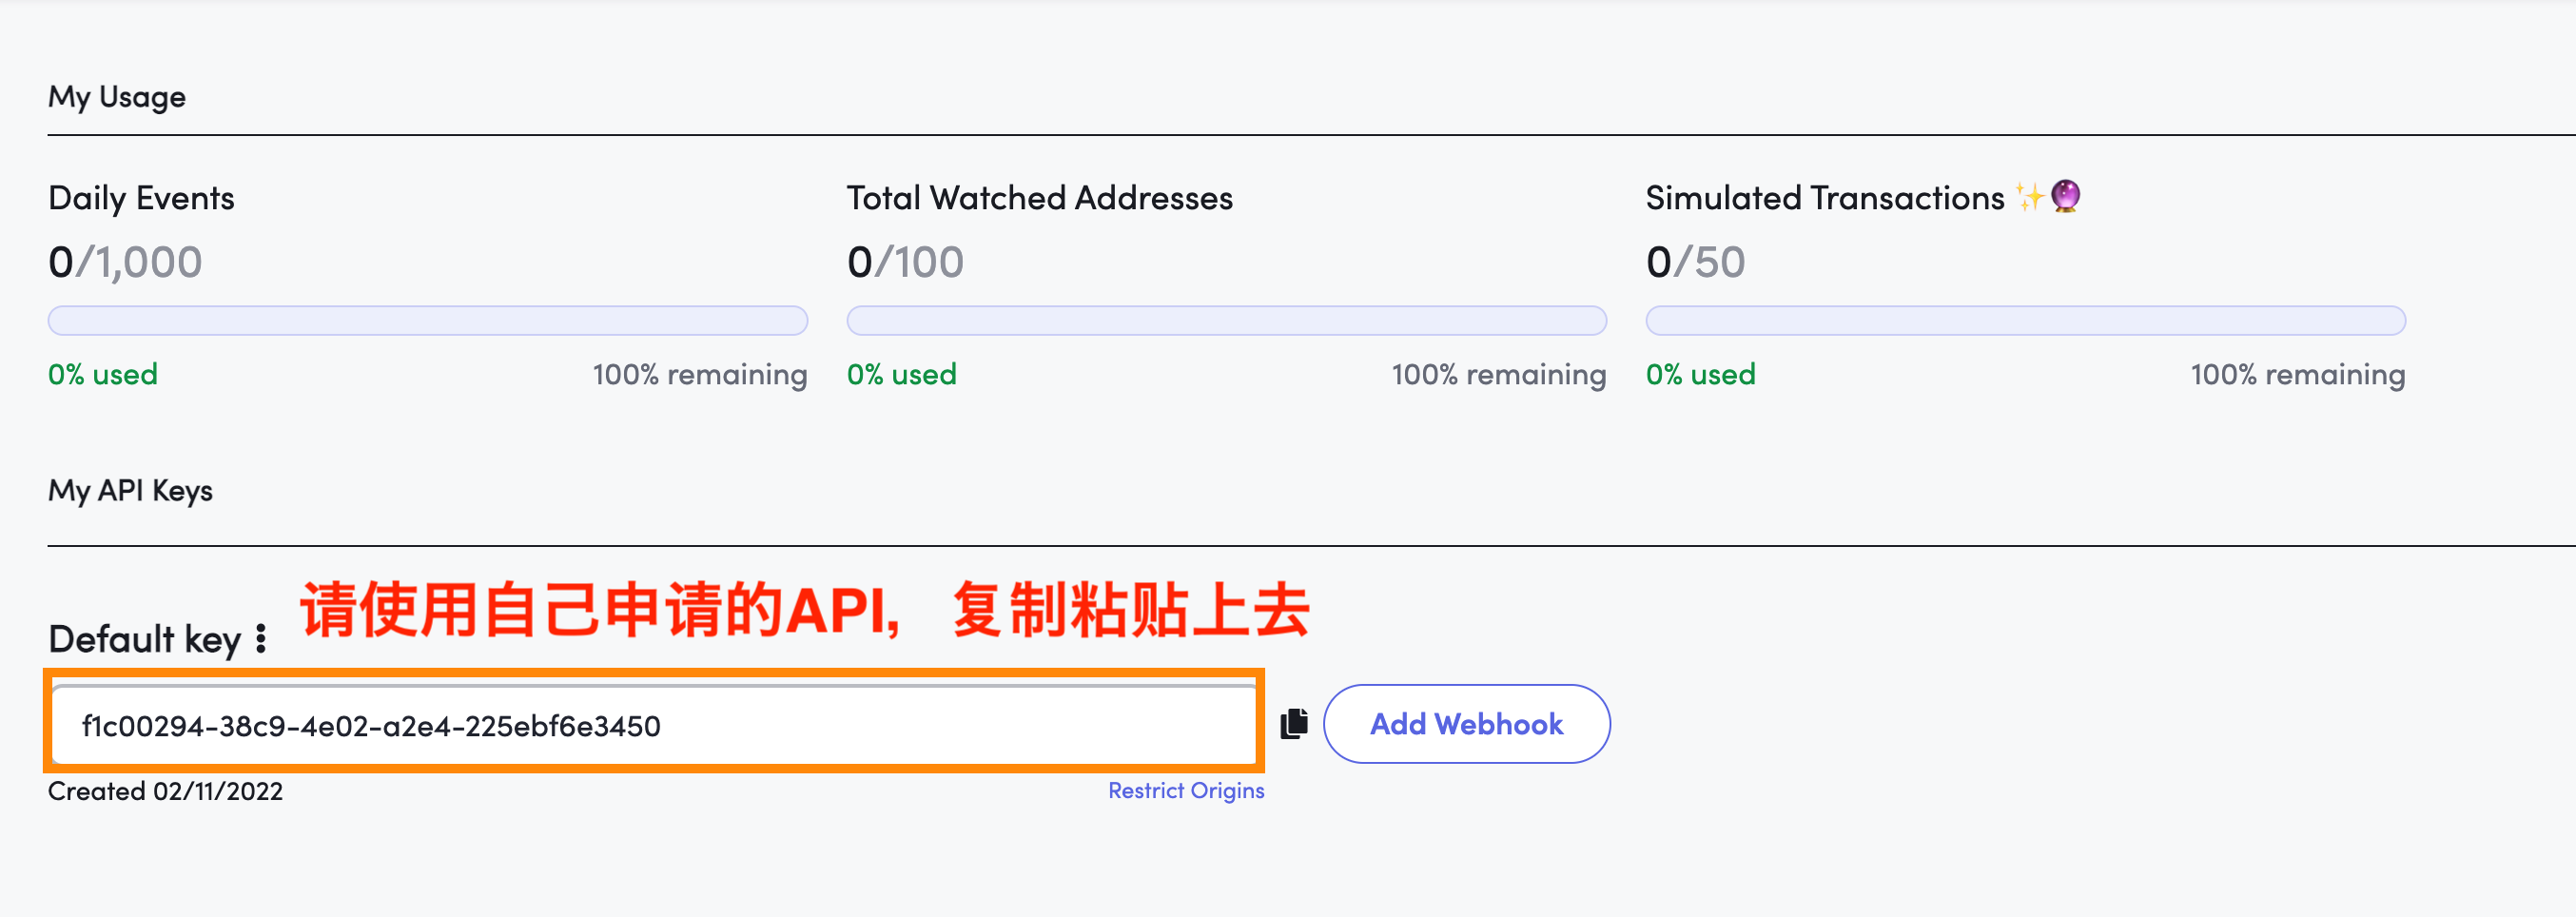 My Usage
Daily Events
0/1,000
0% used 100% remaining
Total Watched Addresses
0/100
0% used 100% remaining
Simulated Transactions ✨🔮
0/50
0% used 100% remaining
My API Keys
请使用自己申请的API, 复制粘贴上去
Default key
f1c00294-38c9-4e02-a2e4-225ebf6e3450
Add Webhook
Created 02/11/2022
Restrict Origins